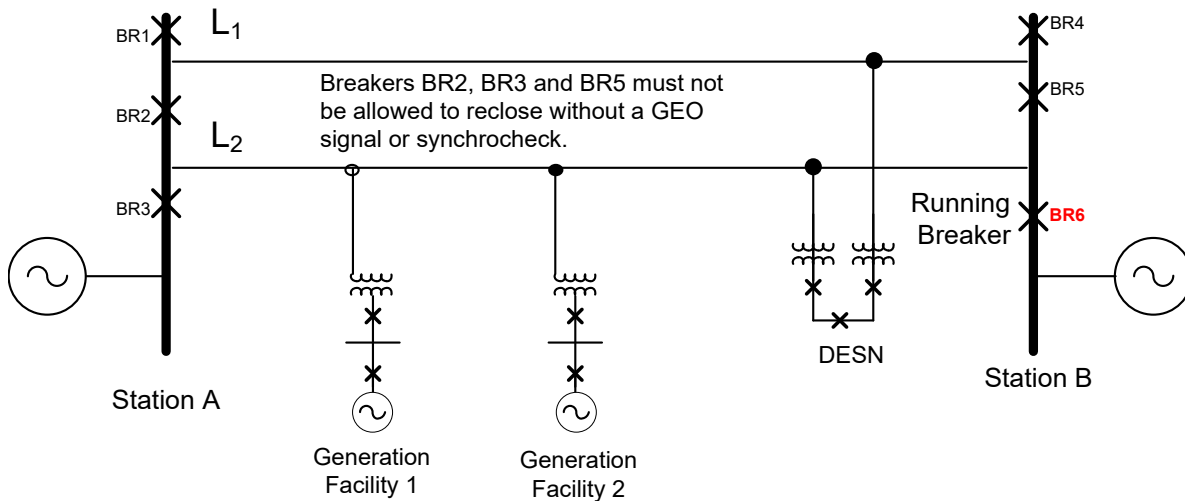 BR1
L1
BR4
Breakers BR2, BR3 and BR5 must not
be allowed to reclose without a GEO
signal or synchrocheck.
BR2
BR5
L2
BR3
Running
Breaker
BR6
DESN
Station A
Station B
Generation
Facility 1
Generation
Facility 2